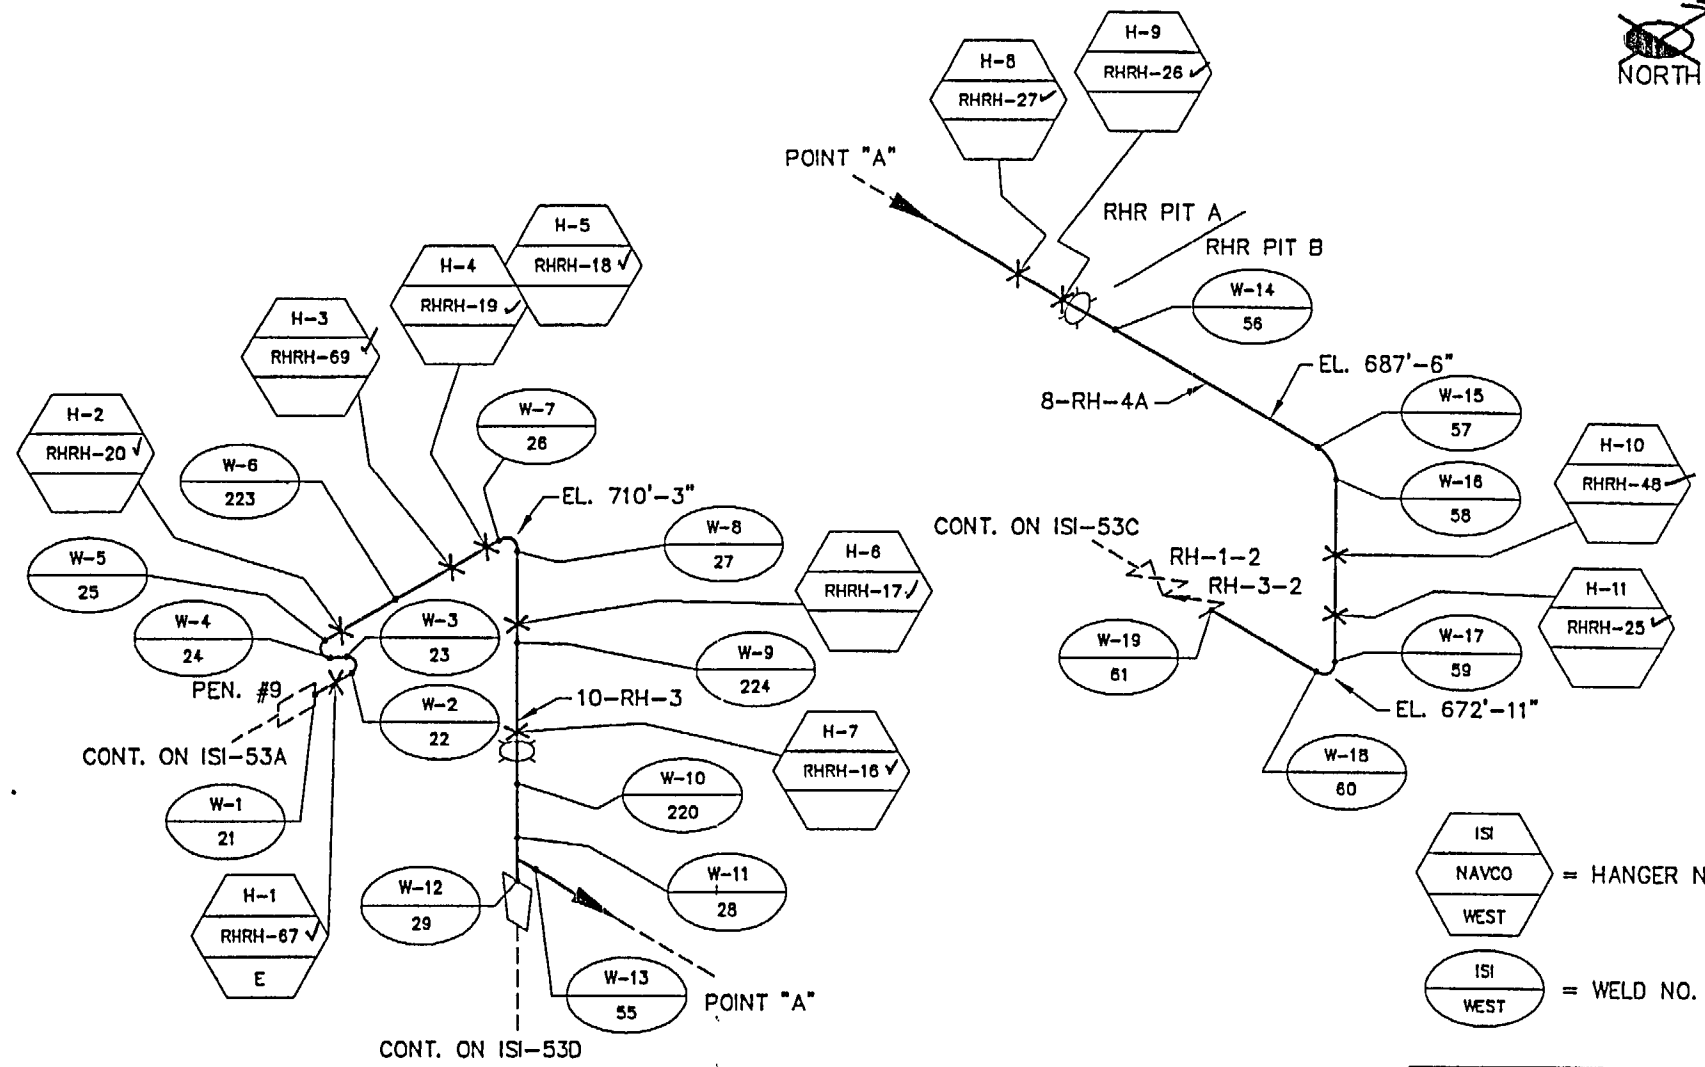 NORTH
H-9
RHRH-26
H-8
RHRH-27
POINT "A"
RHR PIT A
RHR PIT B
W-14
56
EL. 687'-6"
8-RH-4A
W-15
57
W-16
58
H-10
RHRH-48
CONT. ON ISI-53C
RH-1-2
RH-3-2
H-11
RHRH-25
W-17
59
W-19
61
EL. 672'-11"
W-18
60
H-5
RHRH-18
H-4
RHRH-19
H-3
RHRH-69
H-2
RHRH-20
W-7
26
W-6
223
EL. 710'-3"
W-8
27
W-5
25
H-6
RHRH-17
W-4
24
W-3
23
W-9
224
PEN. #9
10-RH-3
W-2
22
H-7
RHRH-16
CONT. ON ISI-53A
W-10
220
W-1
21
W-11
28
W-12
29
H-1
RHRH-67
E
W-13
55
POINT "A"
CONT. ON ISI-53D
ISI
NAVCO
WEST
= HANGER N
ISI
WEST
= WELD NO.